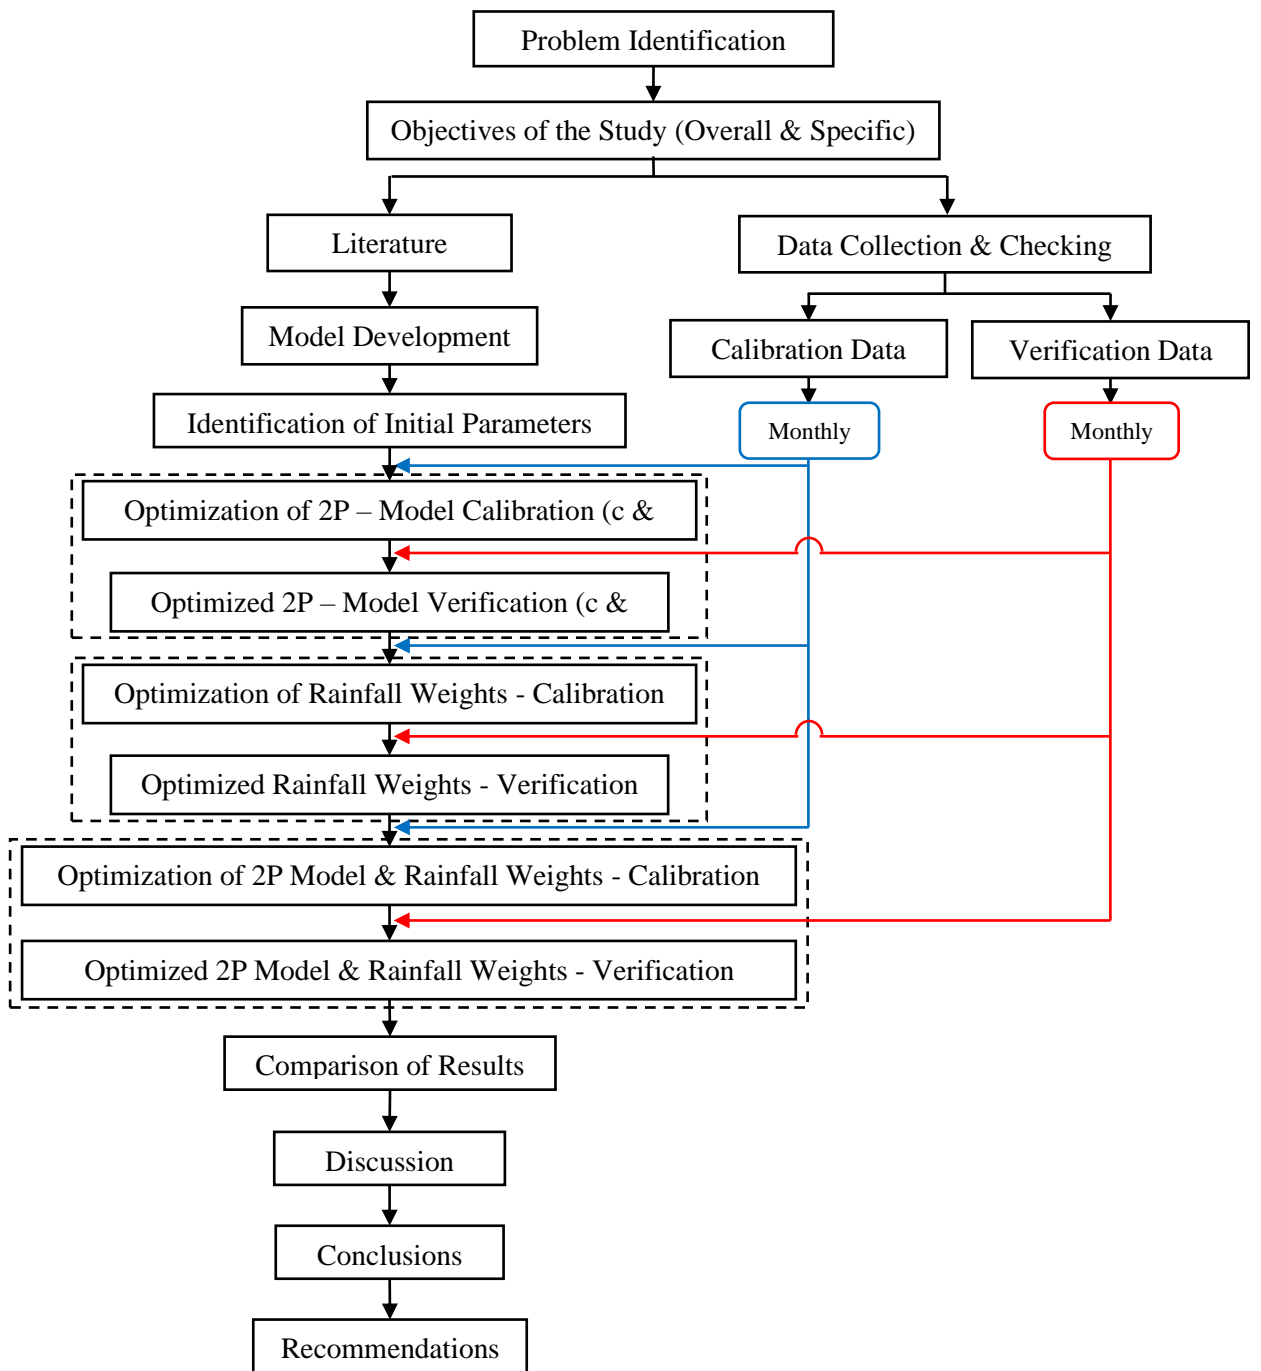 Problem Identification
Objectives of the Study (Overall & Specific)
Literature
Data Collection & Checking
Model Development
Calibration Data
Verification Data
Identification of Initial Parameters
Monthly
Monthly
Optimization of 2P – Model Calibration (c &
Optimized 2P – Model Verification (c &
Optimization of Rainfall Weights - Calibration
Optimized Rainfall Weights - Verification
Optimization of 2P Model & Rainfall Weights - Calibration
Optimized 2P Model & Rainfall Weights - Verification
Comparison of Results
Discussion
Conclusions
Recommendations